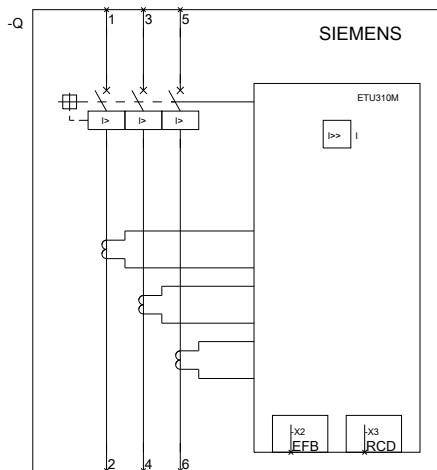 -Q
1 3 5
SIEMENS
ETU310M
I>> I
I> I> I>
-X2 -X3
EFB RCD
2 4 6